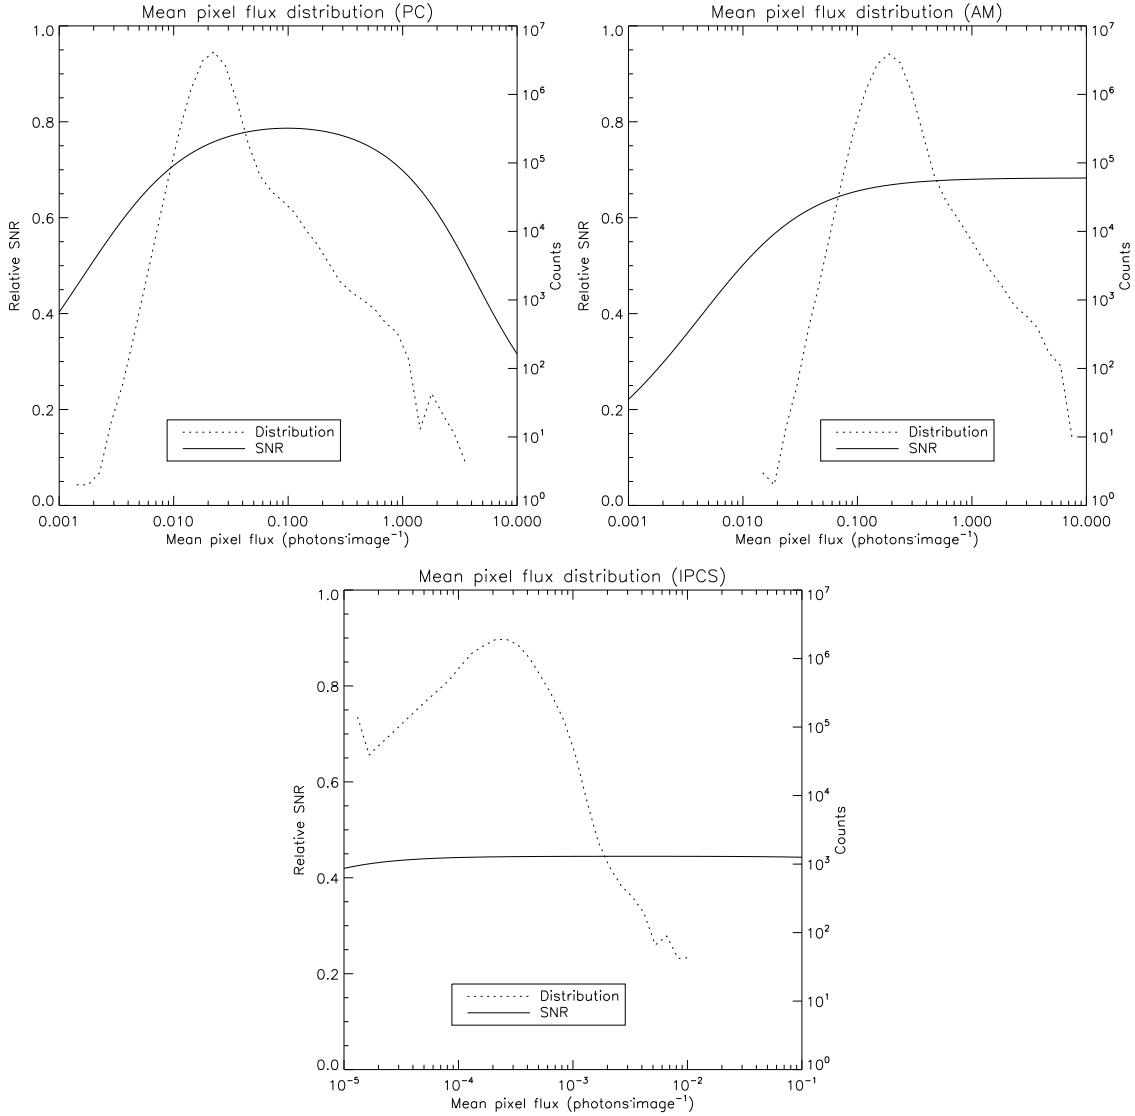 Mean pixel flux distribution (PC)
1.0
0.8
0.6
0.4
0.2
0.0
Relative SNR
10⁷
10⁶
10⁵
10⁴
10³
10²
10¹
10⁰
Counts
Distribution
SNR
0.001 0.010 0.100 1.000 10.000
Mean pixel flux (photons·image⁻¹)
Mean pixel flux distribution (AM)
1.0
0.8
0.6
0.4
0.2
0.0
Relative SNR
10⁷
10⁶
10⁵
10⁴
10³
10²
10¹
10⁰
Counts
Distribution
SNR
0.001 0.010 0.100 1.000 10.000
Mean pixel flux (photons·image⁻¹)
Mean pixel flux distribution (IPCS)
1.0
0.8
0.6
0.4
0.2
0.0
Relative SNR
10⁷
10⁶
10⁵
10⁴
10³
10²
10¹
10⁰
Counts
Distribution
SNR
10⁻⁵ 10⁻⁴ 10⁻³ 10⁻² 10⁻¹
Mean pixel flux (photons·image⁻¹)